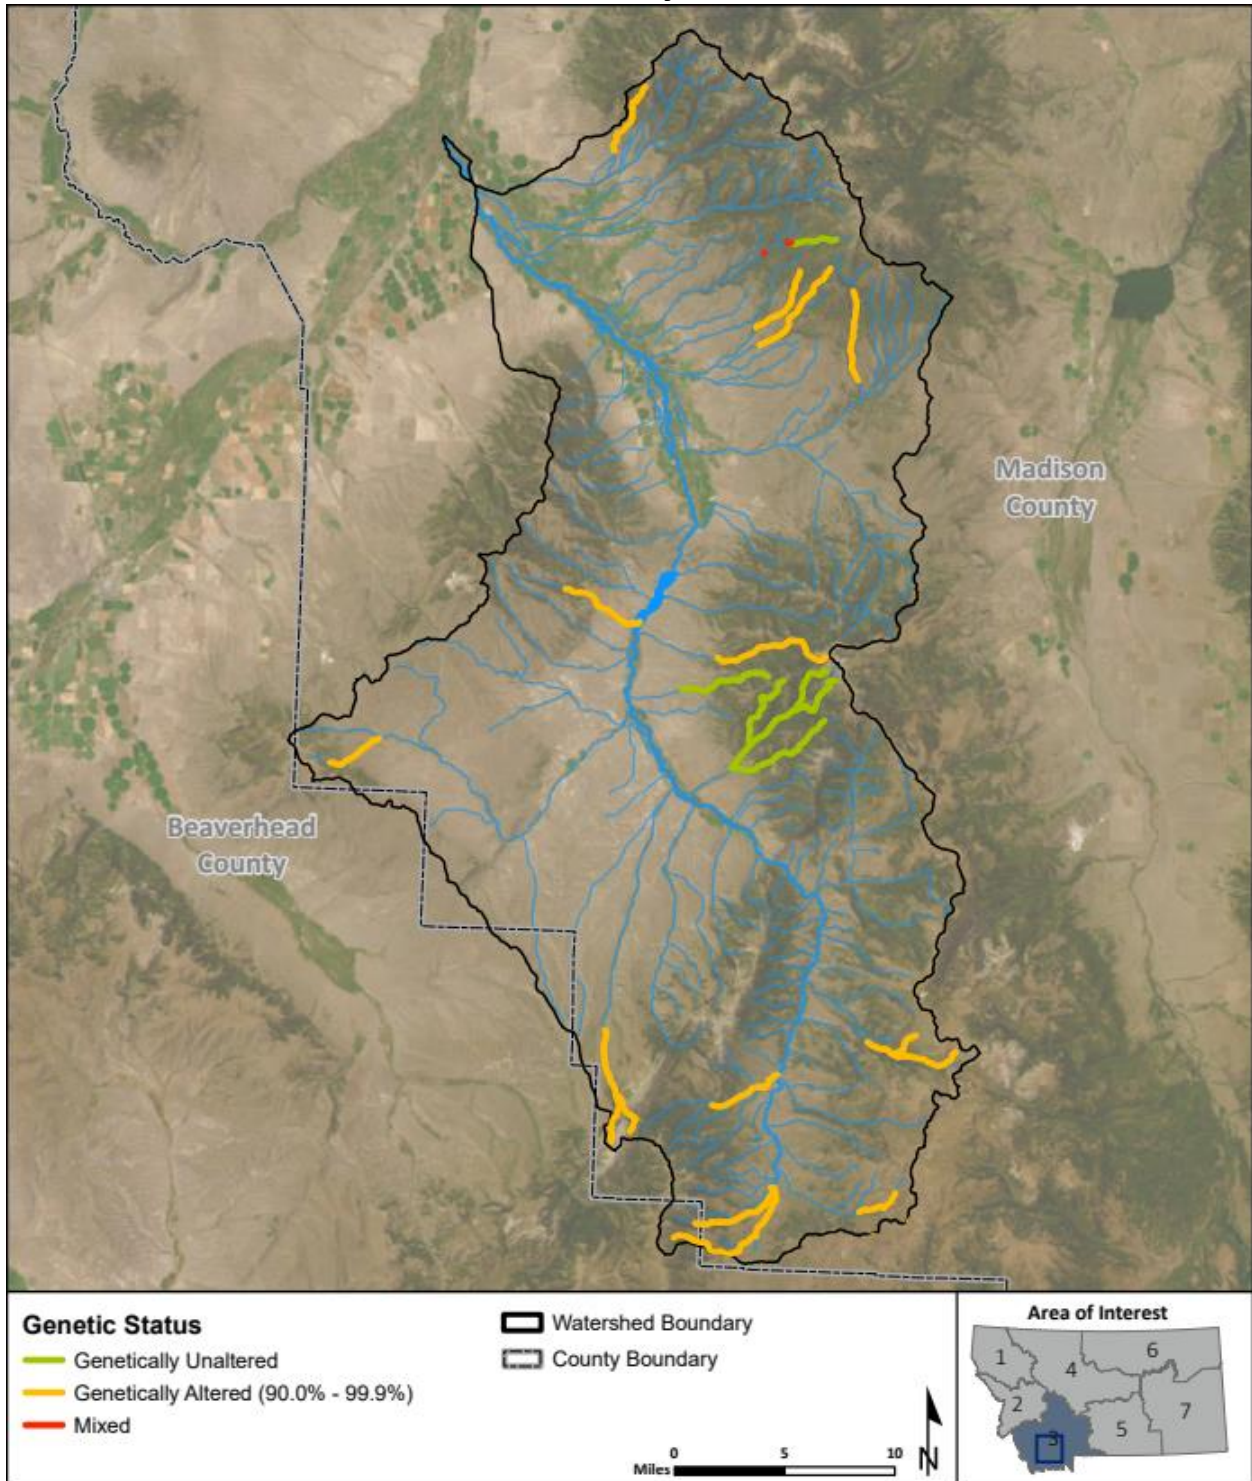 Madison
County
Beaverhead
County
Genetic Status
Genetically Unaltered
Genetically Altered (90.0% - 99.9%)
Mixed
Watershed Boundary
County Boundary
0 5 10
Miles
N
Area of Interest
1
2
3
4
5
6
7